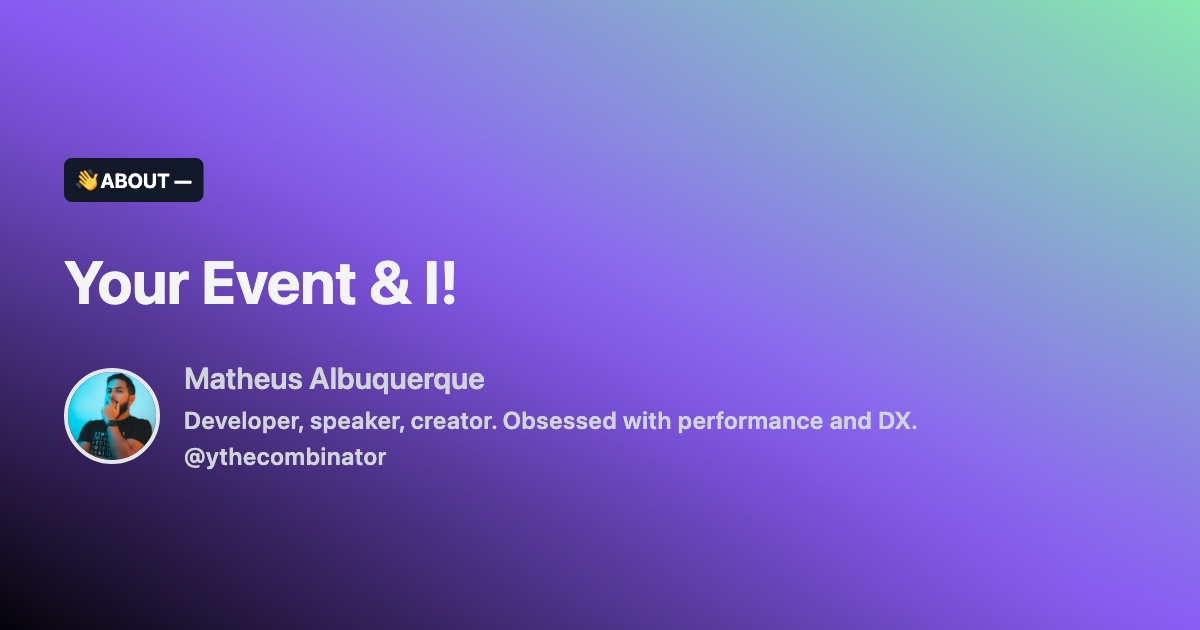 👋ABOUT —
Your Event & I!
Matheus Albuquerque
Developer, speaker, creator. Obsessed with performance and DX.
@ythecombinator